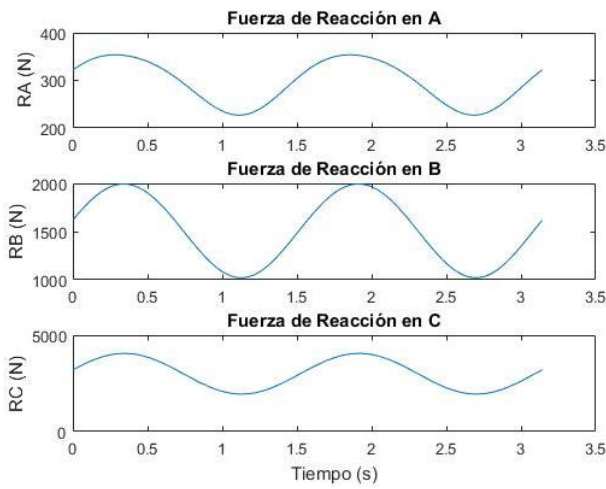 Fuerza de Reacción en A
400
300
200
RA (N)
0 0.5 1 1.5 2 2.5 3 3.5
Fuerza de Reacción en B
2000
1500
1000
RB (N)
0 0.5 1 1.5 2 2.5 3 3.5
Fuerza de Reacción en C
5000
0
RC (N)
0 0.5 1 1.5 2 2.5 3 3.5
Tiempo (s)